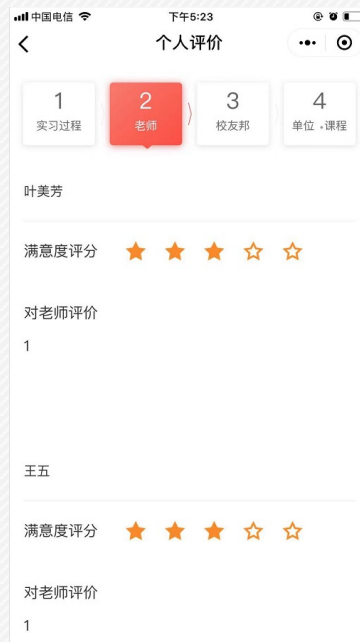 中国电信 下午5:23
个人评价
1 2 3 4
实习过程 老师 校友邦 单位 .课程
叶美芳
满意度评分
对老师评价
1
王五
满意度评分
对老师评价
1